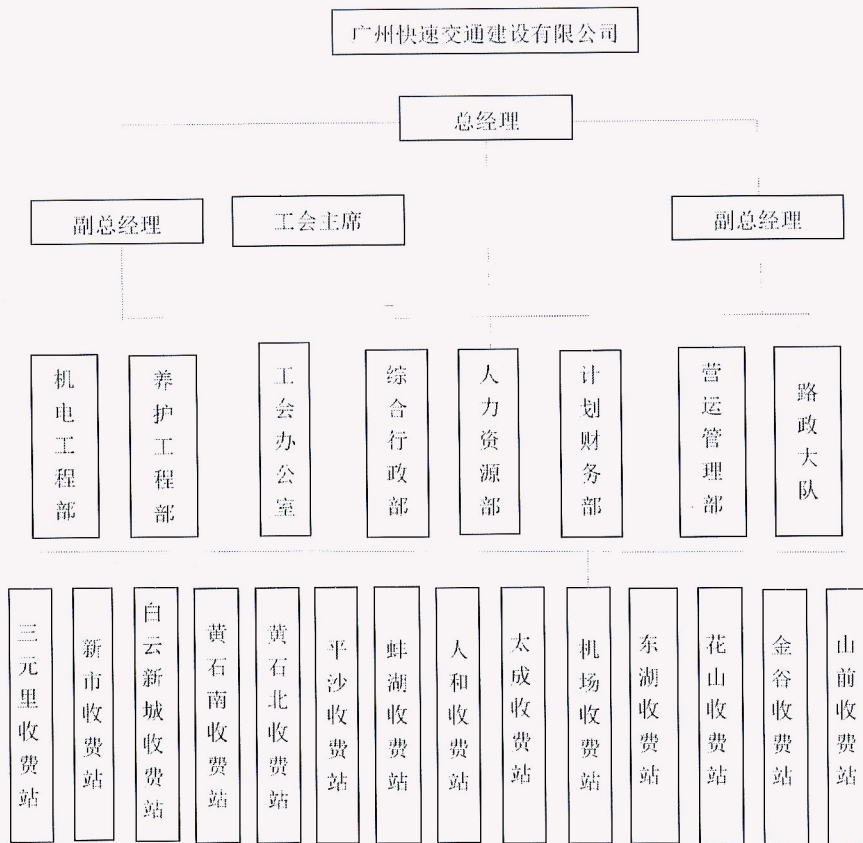 广州快速交通建设有限公司
总经理
副总经理
工会主席
副总经理
机电工程部
养护工程部
工会办公室
综合行政部
人力资源部
计划财务部
营运管理部
路政大队
三元里收费站
新市收费站
白云新城收费站
黄石南收费站
黄石北收费站
平沙收费站
蚌湖收费站
人和收费站
太成收费站
机场收费站
东湖收费站
花山收费站
金谷收费站
山前收费站